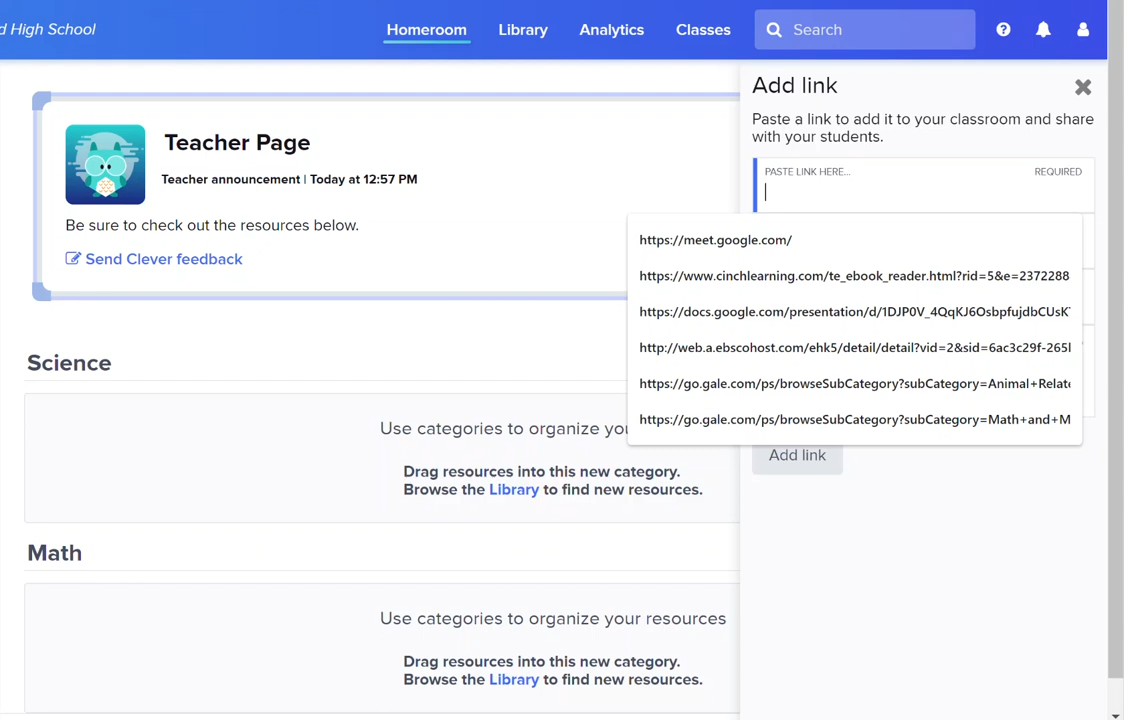 d High School
Homeroom
Library
Analytics
Classes
Search
Teacher Page
Teacher announcement | Today at 12:57 PM
Be sure to check out the resources below.
Send Clever feedback
Science
Use categories to organize you
Drag resources into this new category.
Browse the Library to find new resources.
Math
Use categories to organize your resources
Drag resources into this new category.
Browse the Library to find new resources.
Add link
Paste a link to add it to your classroom and share
with your students.
PASTE LINK HERE...
REQUIRED
https://meet.google.com/
https://www.cinchlearning.com/te_ebook_reader.html?rid=5&e=2372288
https://docs.google.com/presentation/d/1DJP0V_4QqKJ6OsbpfujdbCUsK
http://web.a.ebscohost.com/ehk5/detail/detail?vid=2&sid=6ac3c29f-265
https://go.gale.com/ps/browseSubCategory?subCategory=Animal+Relate
https://go.gale.com/ps/browseSubCategory?subCategory=Math+and+M
Add link